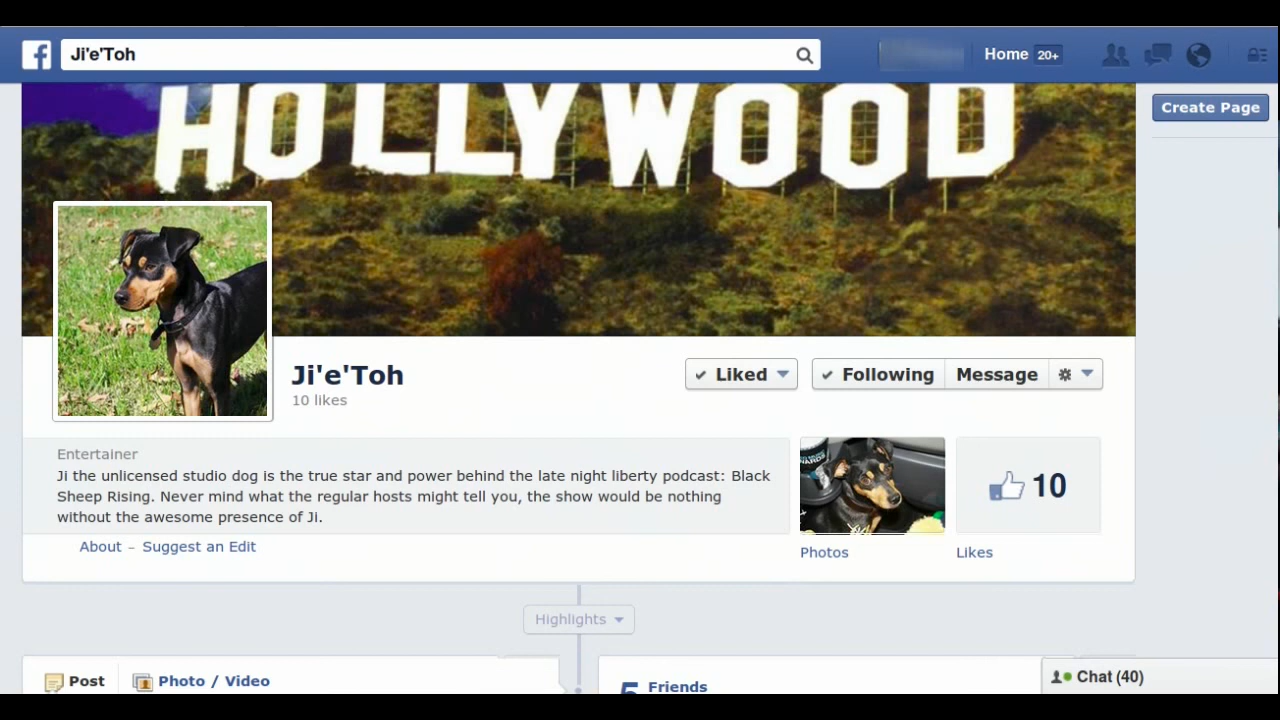 f
Ji'e'Toh
Home 20+
HOLLYWOOD
Create Page
Ji'e'Toh
10 likes
Liked
Following
Message
Entertainer
Ji the unlicensed studio dog is the true star and power behind the late night liberty podcast: Black
Sheep Rising. Never mind what the regular hosts might tell you, the show would be nothing
without the awesome presence of Ji.
About – Suggest an Edit
10
Photos
Likes
Highlights
Post
Photo / Video
5 Friends
Chat (40)